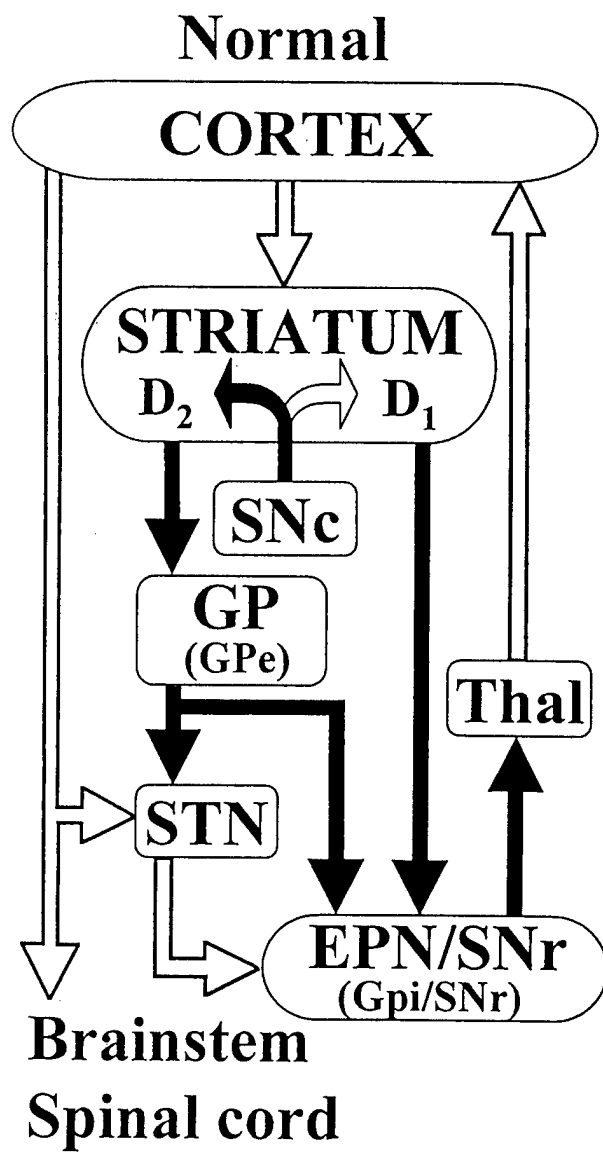 Normal
CORTEX
STRIATUM
D2 D1
SNc
GP
(GPe)
Thal
STN
EPN/SNr
(Gpi/SNr)
Brainstem
Spinal cord